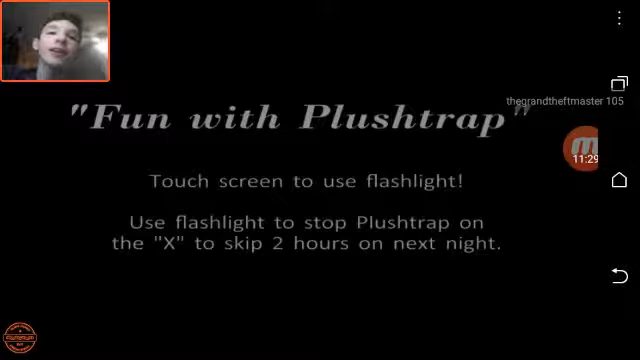 "Fun with Plushtrap"
thegrandtheftmaster 105
11:29
Touch screen to use flashlight!
Use flashlight to stop Plushtrap on
the "X" to skip 2 hours on next night.